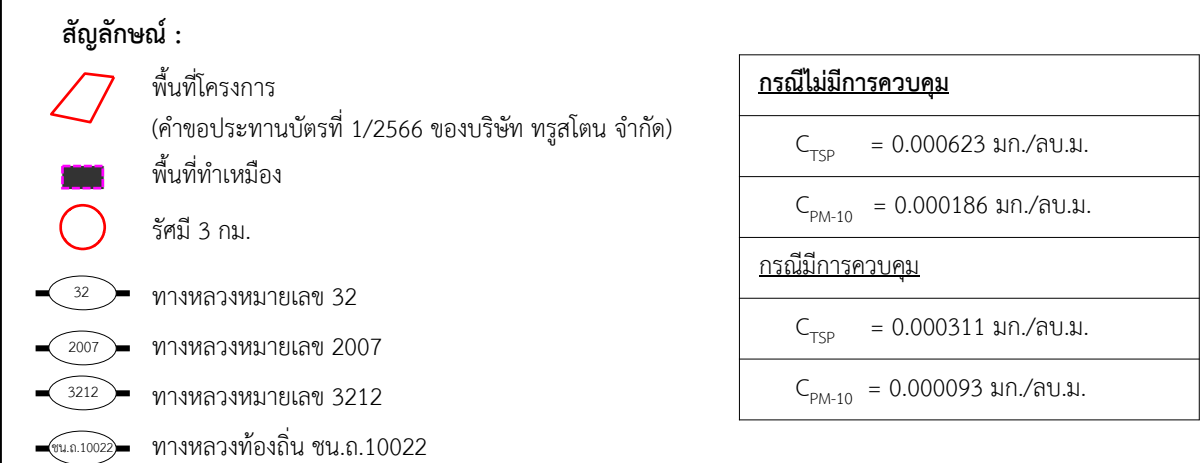 สัญลักษณ์ :
พื้นที่โครงการ
(คำขอประทานบัตรที่ 1/2566 ของบริษัท ทรูสโตน จำกัด)
พื้นที่ทำเหมือง
รัศมี 3 กม.
32 ทางหลวงหมายเลข 32
2007 ทางหลวงหมายเลข 2007
3212 ทางหลวงหมายเลข 3212
ชน.ถ.10022 ทางหลวงท้องถิ่น ชน.ถ.10022
กรณีไม่มีการควบคุม
C_TSP = 0.000623 มก./ลบ.ม.
C_PM-10 = 0.000186 มก./ลบ.ม.
กรณีมีการควบคุม
C_TSP = 0.000311 มก./ลบ.ม.
C_PM-10 = 0.000093 มก./ลบ.ม.